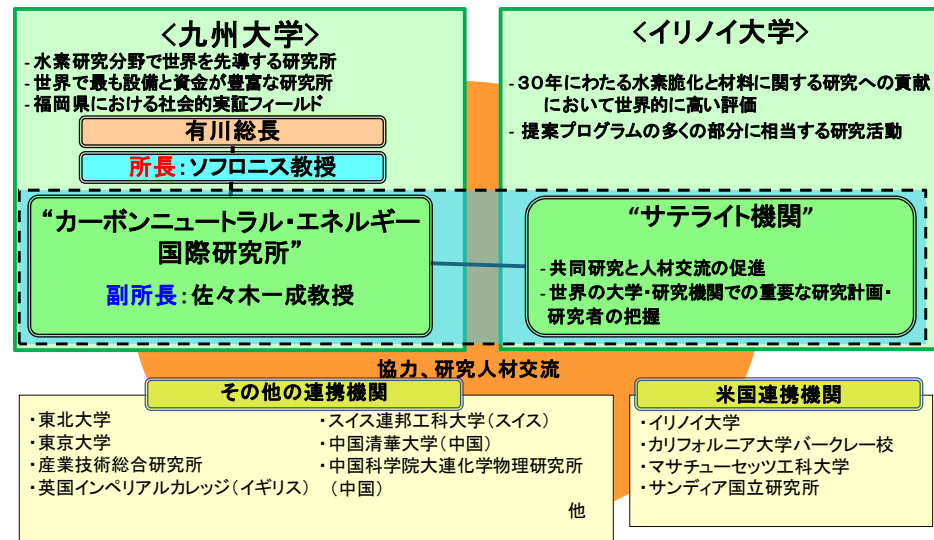 <九州大学>
- 水素研究分野で世界を先導する研究所
- 世界で最も設備と資金が豊富な研究所
- 福岡県における社会的実証フィールド
有川総長
所長:ソフロニス教授
“カーボンニュートラル・エネルギー
国際研究所”
副所長:佐々木一成教授
<イリノイ大学>
- 30年にわたる水素脆化と材料に関する研究への貢献
において世界的に高い評価
- 提案プログラムの多くの部分に相当する研究活動
“サテライト機関”
- 共同研究と人材交流の促進
- 世界の大学・研究機関での重要な研究計画・
研究者の把握
協力、研究人材交流
その他の連携機関
・東北大学
・東京大学
・産業技術総合研究所
・英国インペリアルカレッジ(イギリス)
・スイス連邦工科大学(スイス)
・中国清華大学(中国)
・中国科学院大連化学物理研究所
(中国)
他
米国連携機関
・イリノイ大学
・カリフォルニア大学バークレー校
・マサチューセッツ工科大学
・サンディア国立研究所